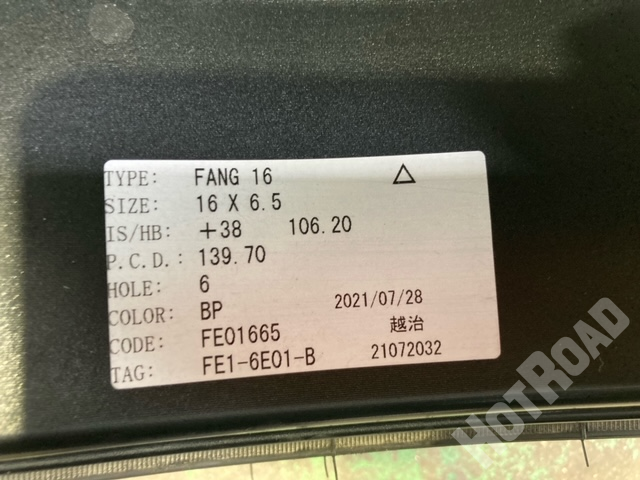 TYPE: FANG 16 △
SIZE: 16 X 6.5
IS/HB: +38 106.20
P.C.D.: 139.70
HOLE: 6
COLOR: BP 2021/07/28
CODE: FE01665 越治
TAG: FE1-6E01-B 21072032
HOTROAD